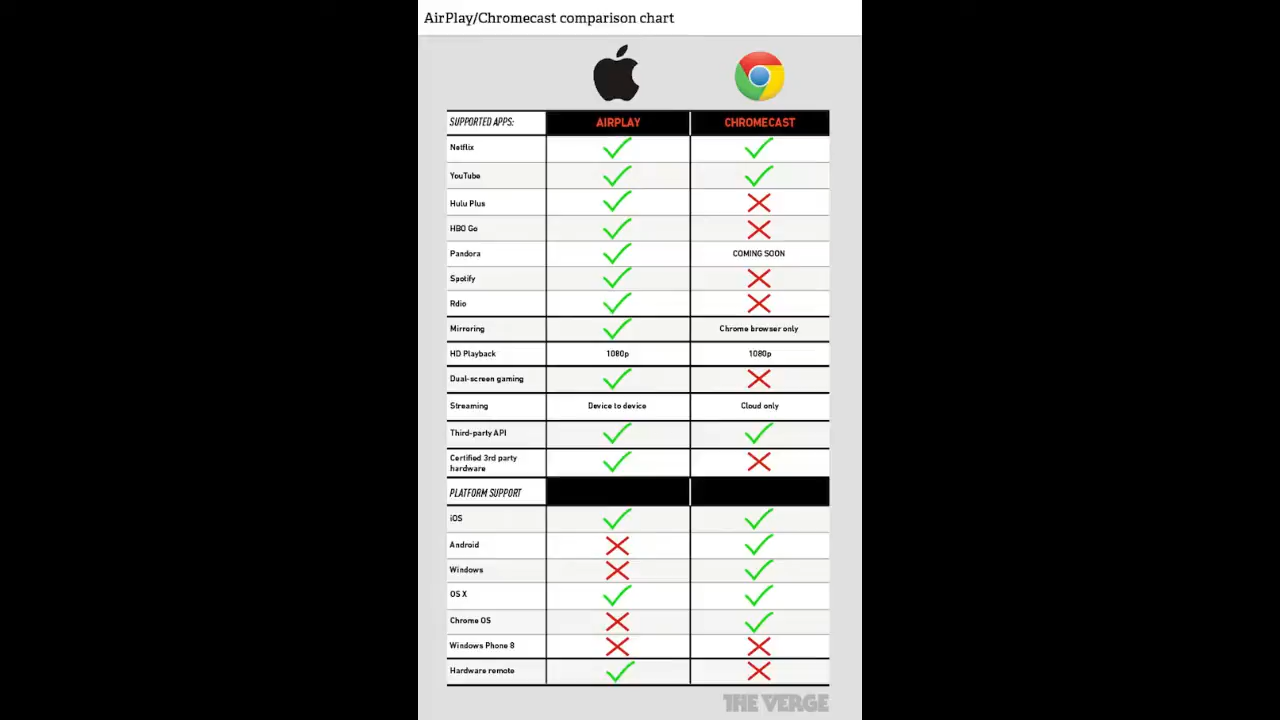 AirPlay/Chromecast comparison chart
SUPPORTED APPS: AIRPLAY CHROMECAST
Netflix
YouTube
Hulu Plus
HBO Go
Pandora COMING SOON
Spotify
Rdio
Mirroring Chrome browser only
HD Playback 1080p 1080p
Dual-screen gaming
Streaming Device to device Cloud only
Third-party API
Certified 3rd party
hardware
PLATFORM SUPPORT
iOS
Android
Windows
OS X
Chrome OS
Windows Phone 8
Hardware remote
THE VERGE